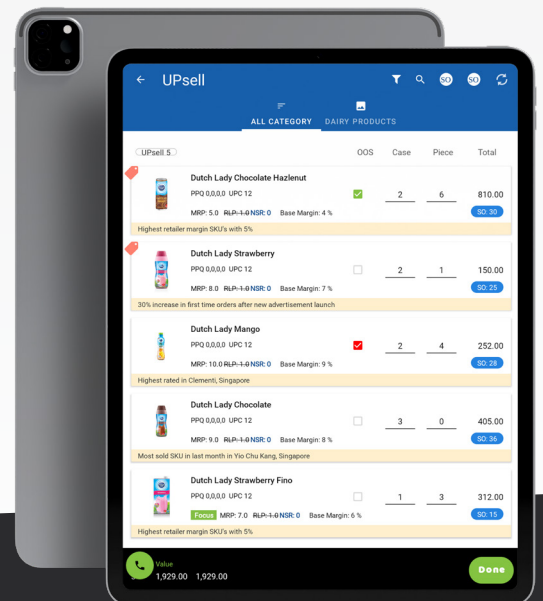 UPsell
SO SO
ALL CATEGORY DAIRY PRODUCTS
UPsell 5 OOS Case Piece Total
Dutch Lady Chocolate Hazlenut
PPQ 0,0,0,0 UPC 12 2 6 810.00
MRP: 5.0 RLP: 1.0 NSR: 0 Base Margin: 4 % SO: 30
Highest retailer margin SKU's with 5%
Dutch Lady Strawberry
PPQ 0,0,0,0 UPC 12 2 1 150.00
MRP: 8.0 RLP: 1.0 NSR: 0 Base Margin: 7 % SO: 25
30% increase in first time orders after new advertisement launch
Dutch Lady Mango
PPQ 0,0,0,0 UPC 12 2 4 252.00
MRP: 10.0 RLP: 1.0 NSR: 0 Base Margin: 9 % SO: 28
Highest rated in Clementi, Singapore
Dutch Lady Chocolate
PPQ 0,0,0,0 UPC 12 3 0 405.00
MRP: 9.0 RLP: 1.0 NSR: 0 Base Margin: 8 % SO: 36
Most sold SKU in last month in Yio Chu Kang, Singapore
Dutch Lady Strawberry Fino
PPQ 0,0,0,0 UPC 12 1 3 312.00
Focus MRP: 7.0 RLP: 1.0 NSR: 0 Base Margin: 6 % SO: 15
Highest retailer margin SKU's with 5%
Value
1,929.00 1,929.00
Done